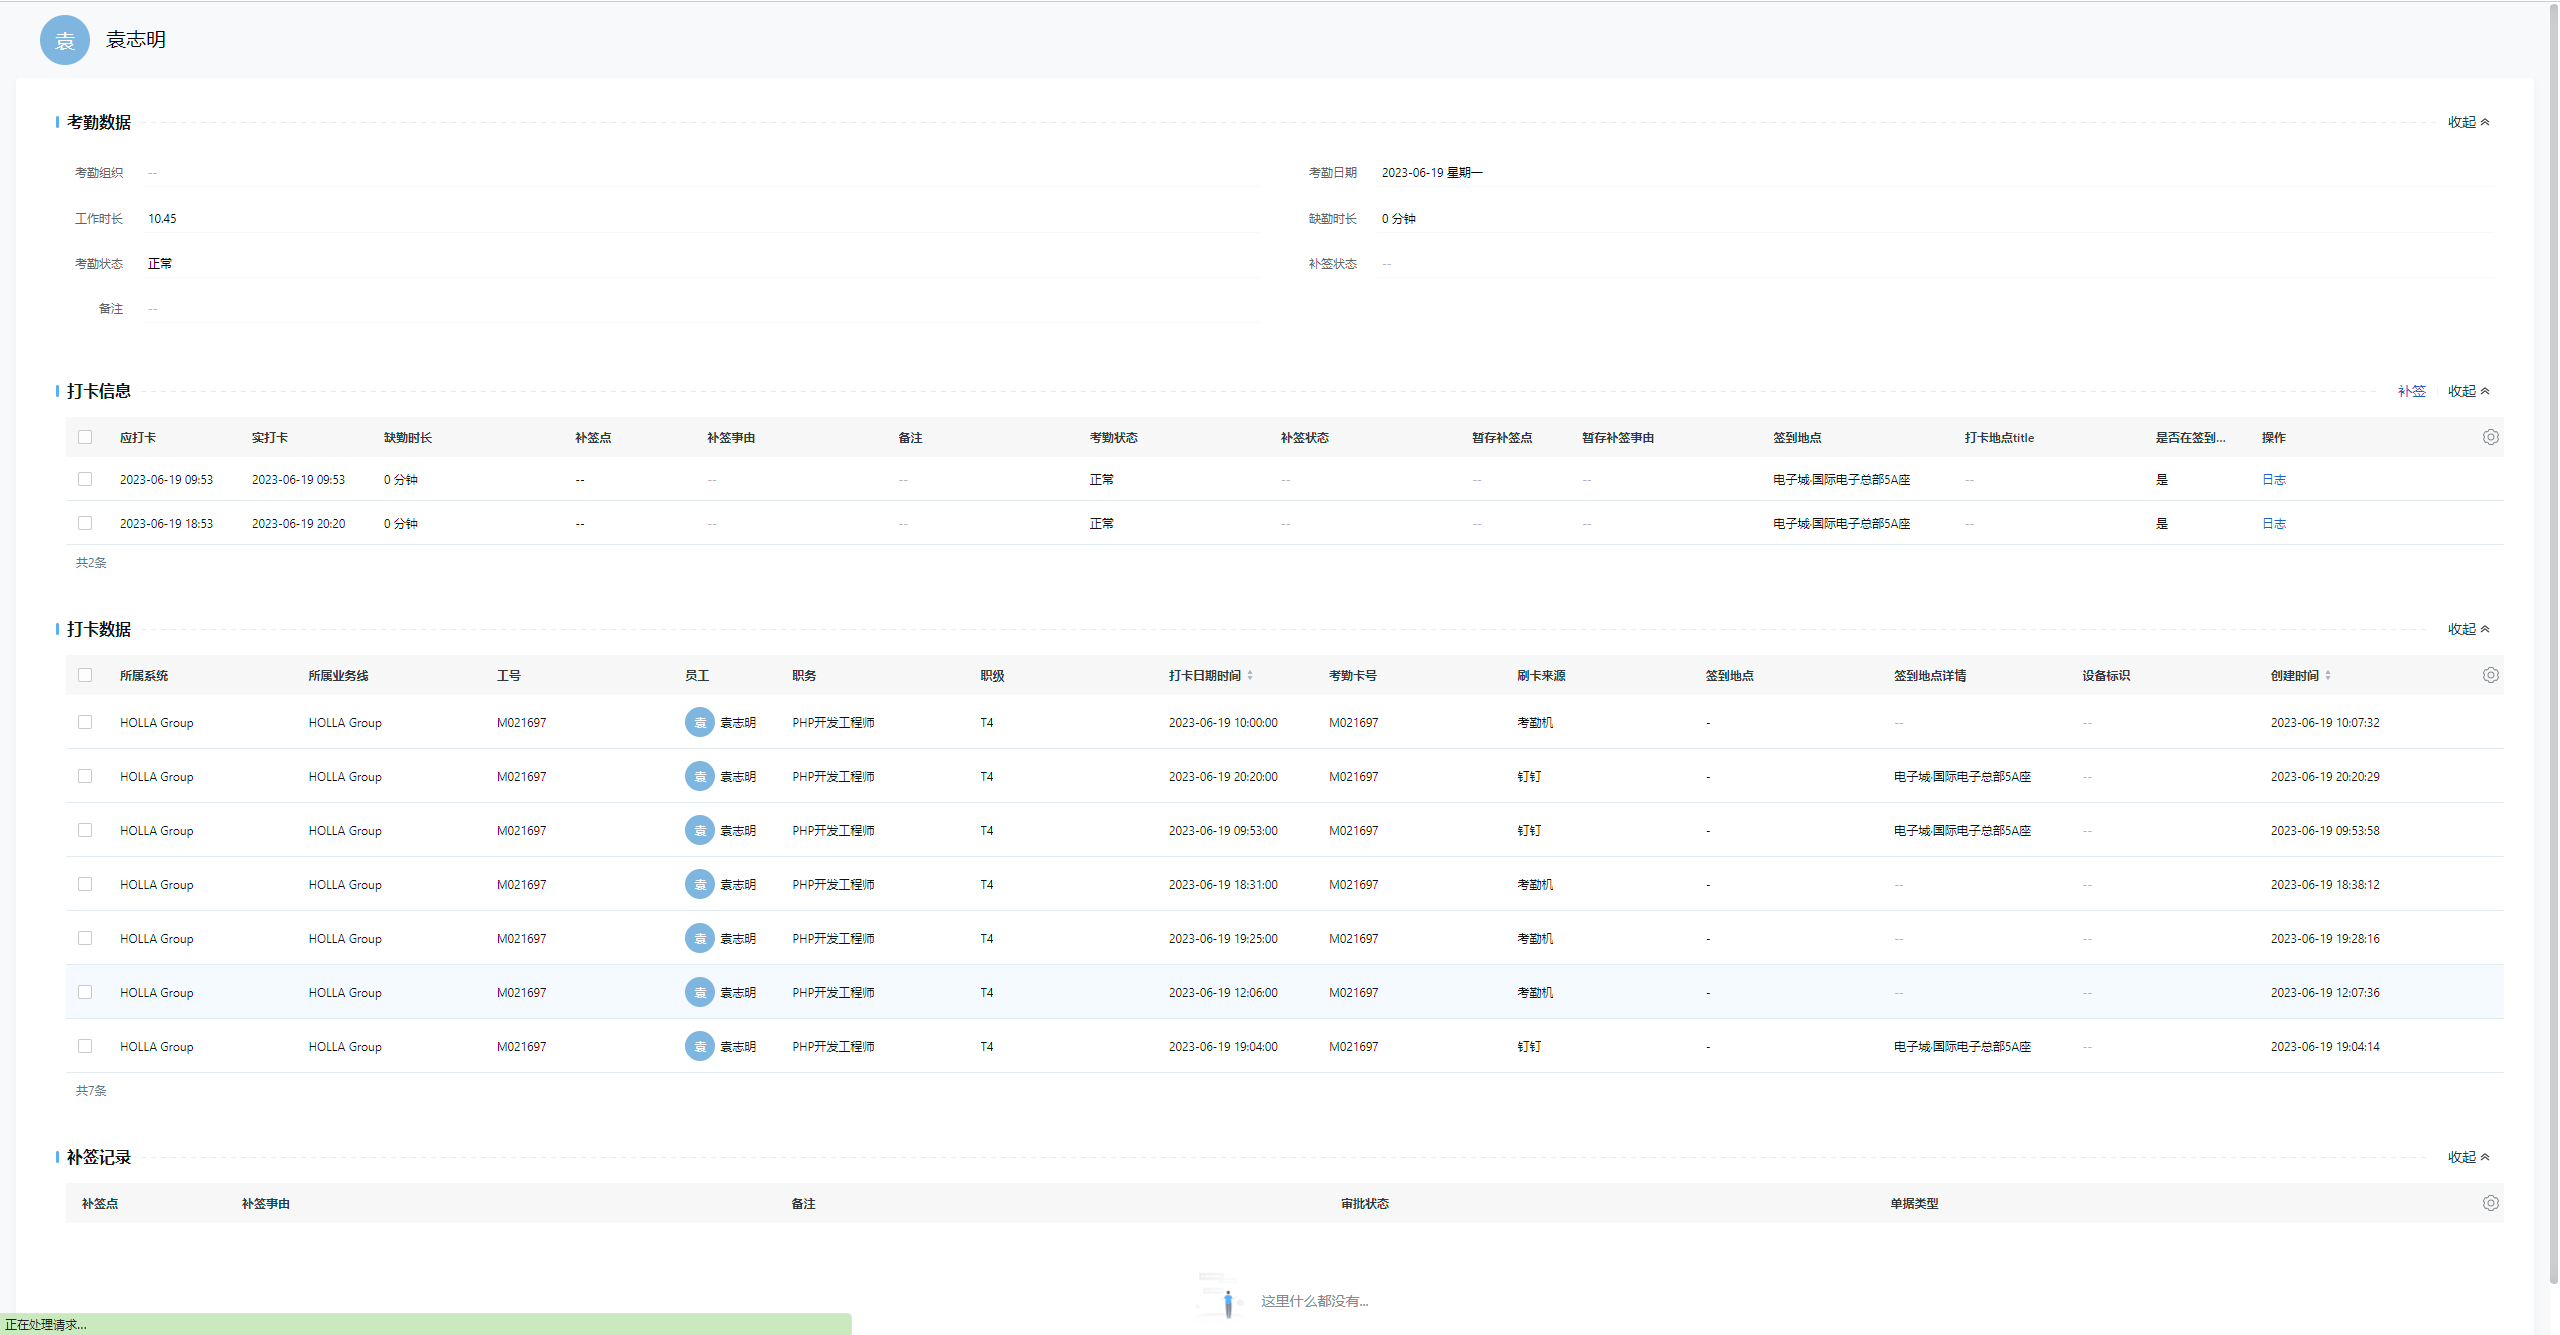 袁 袁志明
考勤数据 收起
考勤组织 -- 考勤日期 2023-06-19 星期一
工作时长 10.45 缺勤时长 0 分钟
考勤状态 正常 补签状态 --
备注 --
打卡信息 补签 收起
应打卡 实打卡 缺勤时长 补签点 补签事由 备注 考勤状态 补签状态 暂存补签点 暂存补签事由 签到地点 打卡地点title 是否在签到... 操作
2023-06-19 09:53 2023-06-19 09:53 0 分钟 -- -- -- 正常 -- -- -- 电子城·国际电子总部5A座 -- 是 日志
2023-06-19 18:53 2023-06-19 20:20 0 分钟 -- -- -- 正常 -- -- -- 电子城·国际电子总部5A座 -- 是 日志
共2条
打卡数据 收起
所属系统 所属业务线 工号 员工 职务 职级 打卡日期时间 考勤卡号 刷卡来源 签到地点 签到地点详情 设备标识 创建时间
HOLLA Group HOLLA Group M021697 袁 袁志明 PHP开发工程师 T4 2023-06-19 10:00:00 M021697 考勤机 - -- -- 2023-06-19 10:07:32
HOLLA Group HOLLA Group M021697 袁 袁志明 PHP开发工程师 T4 2023-06-19 20:20:00 M021697 钉钉 - 电子城·国际电子总部5A座 -- 2023-06-19 20:20:29
HOLLA Group HOLLA Group M021697 袁 袁志明 PHP开发工程师 T4 2023-06-19 09:53:00 M021697 钉钉 - 电子城·国际电子总部5A座 -- 2023-06-19 09:53:58
HOLLA Group HOLLA Group M021697 袁 袁志明 PHP开发工程师 T4 2023-06-19 18:31:00 M021697 考勤机 - -- -- 2023-06-19 18:38:12
HOLLA Group HOLLA Group M021697 袁 袁志明 PHP开发工程师 T4 2023-06-19 19:25:00 M021697 考勤机 - -- -- 2023-06-19 19:28:16
HOLLA Group HOLLA Group M021697 袁 袁志明 PHP开发工程师 T4 2023-06-19 12:06:00 M021697 考勤机 - -- -- 2023-06-19 12:07:36
HOLLA Group HOLLA Group M021697 袁 袁志明 PHP开发工程师 T4 2023-06-19 19:04:00 M021697 钉钉 - 电子城·国际电子总部5A座 -- 2023-06-19 19:04:14
共7条
补签记录 收起
补签点 补签事由 备注 审批状态 单据类型
这里什么都没有...
正在处理请求...